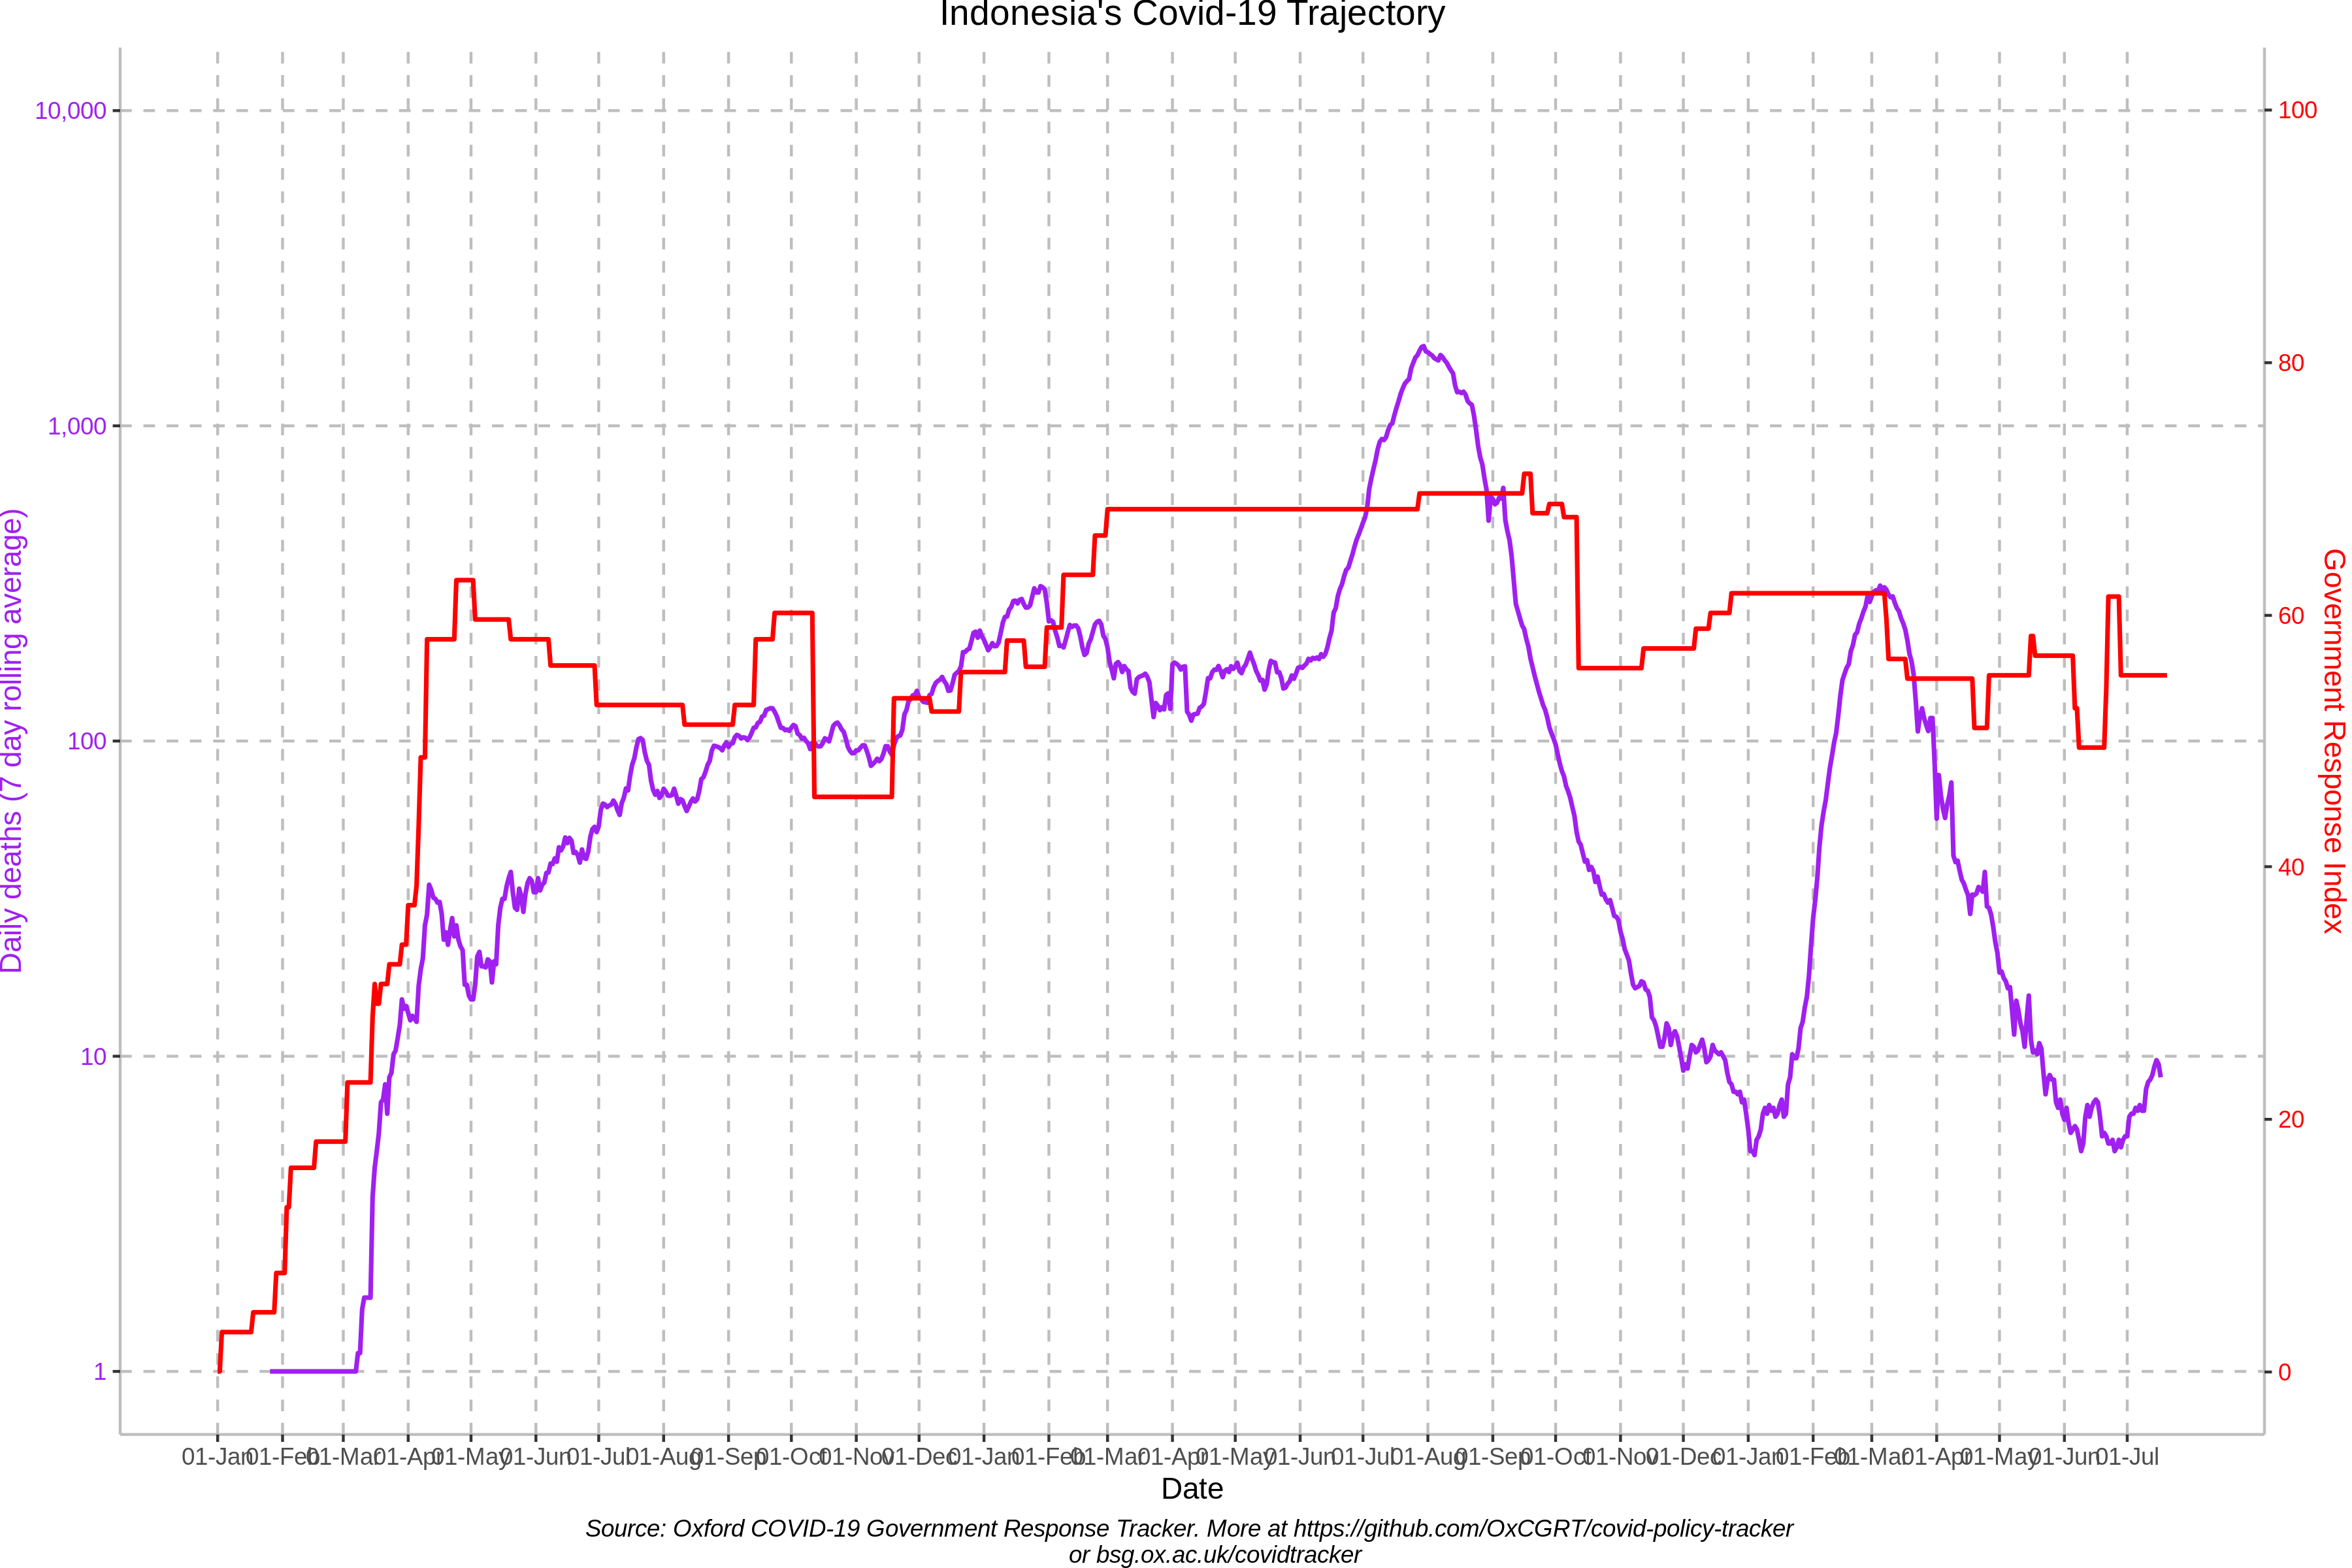 Indonesia's Covid-19 Trajectory
10,000
1,000
100
10
1
Daily deaths (7 day rolling average)
100
80
60
40
20
0
Government Response Index
01-Jan 01-Feb 01-Mar 01-Apr 01-May 01-Jun 01-Jul 01-Aug 01-Sep 01-Oct 01-Nov 01-Dec 01-Jan 01-Feb 01-Mar 01-Apr 01-May 01-Jun 01-Jul 01-Aug 01-Sep 01-Oct 01-Nov 01-Dec 01-Jan 01-Feb 01-Mar 01-Apr 01-May 01-Jun 01-Jul
Date
Source: Oxford COVID-19 Government Response Tracker. More at https://github.com/OxCGRT/covid-policy-tracker
or bsg.ox.ac.uk/covidtracker